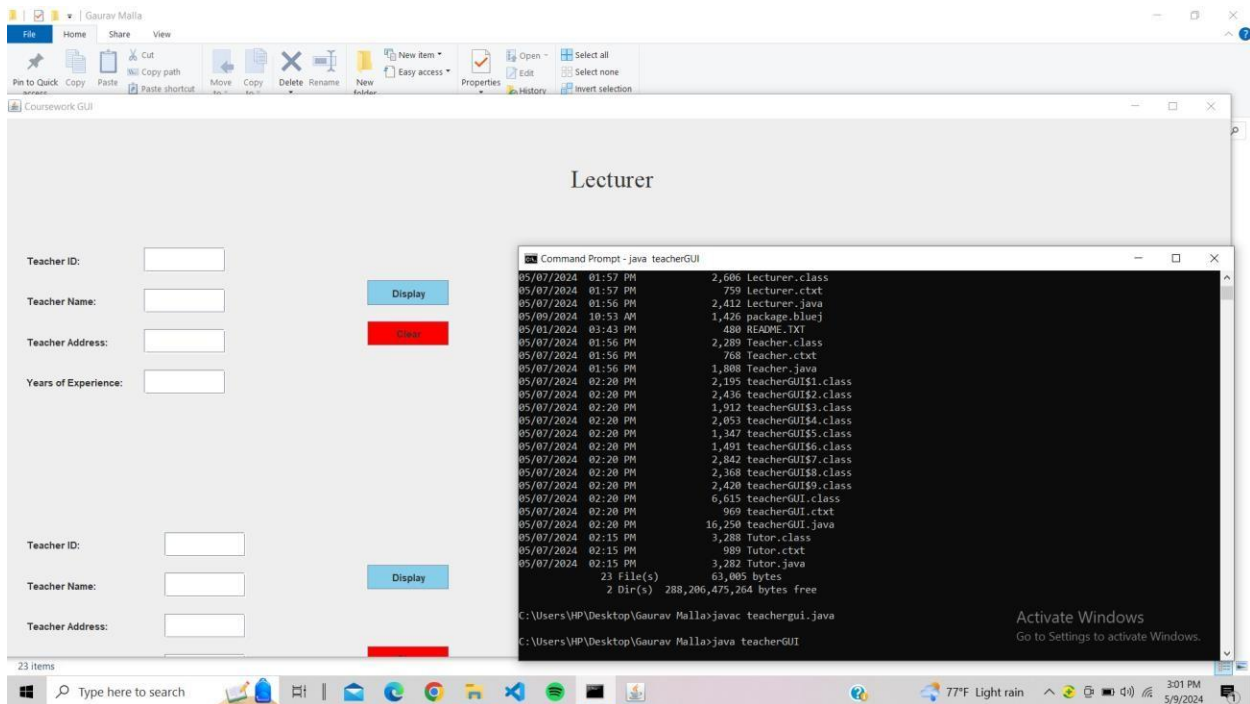 Gaurav Malla
File Home Share View
Pin to Quick access
Copy
Paste
Cut
Copy path
Paste shortcut
Move to
Copy to
Delete
Rename
New folder
New item
Easy access
Properties
Open
Edit
History
Select all
Select none
Invert selection
Coursework GUI
Lecturer
Teacher ID:
Teacher Name:
Teacher Address:
Years of Experience:
Display
Clear
Teacher ID:
Teacher Name:
Teacher Address:
Display
Command Prompt - java teacherGUI
05/07/2024 01:57 PM 2,606 Lecturer.class
05/07/2024 01:57 PM 759 Lecturer.ctxt
05/07/2024 01:56 PM 2,412 Lecturer.java
05/09/2024 10:53 AM 1,426 package.bluej
05/01/2024 03:43 PM 480 README.TXT
05/07/2024 01:56 PM 2,289 Teacher.class
05/07/2024 01:56 PM 768 Teacher.ctxt
05/07/2024 01:56 PM 1,808 Teacher.java
05/07/2024 02:20 PM 2,195 teacherGUI$1.class
05/07/2024 02:20 PM 2,436 teacherGUI$2.class
05/07/2024 02:20 PM 1,912 teacherGUI$3.class
05/07/2024 02:20 PM 2,053 teacherGUI$4.class
05/07/2024 02:20 PM 1,347 teacherGUI$5.class
05/07/2024 02:20 PM 1,491 teacherGUI$6.class
05/07/2024 02:20 PM 2,842 teacherGUI$7.class
05/07/2024 02:20 PM 2,368 teacherGUI$8.class
05/07/2024 02:20 PM 2,420 teacherGUI$9.class
05/07/2024 02:20 PM 6,615 teacherGUI.class
05/07/2024 02:20 PM 969 teacherGUI.ctxt
05/07/2024 02:20 PM 16,250 teacherGUI.java
05/07/2024 02:15 PM 3,288 Tutor.class
05/07/2024 02:15 PM 989 Tutor.ctxt
05/07/2024 02:15 PM 3,282 Tutor.java
23 File(s) 63,005 bytes
2 Dir(s) 288,206,475,264 bytes free
C:\Users\HP\Desktop\Gaurav Malla>javac teachergui.java
C:\Users\HP\Desktop\Gaurav Malla>java teacherGUI
Activate Windows
Go to Settings to activate Windows.
23 items
Type here to search
77°F Light rain
3:01 PM
5/9/2024